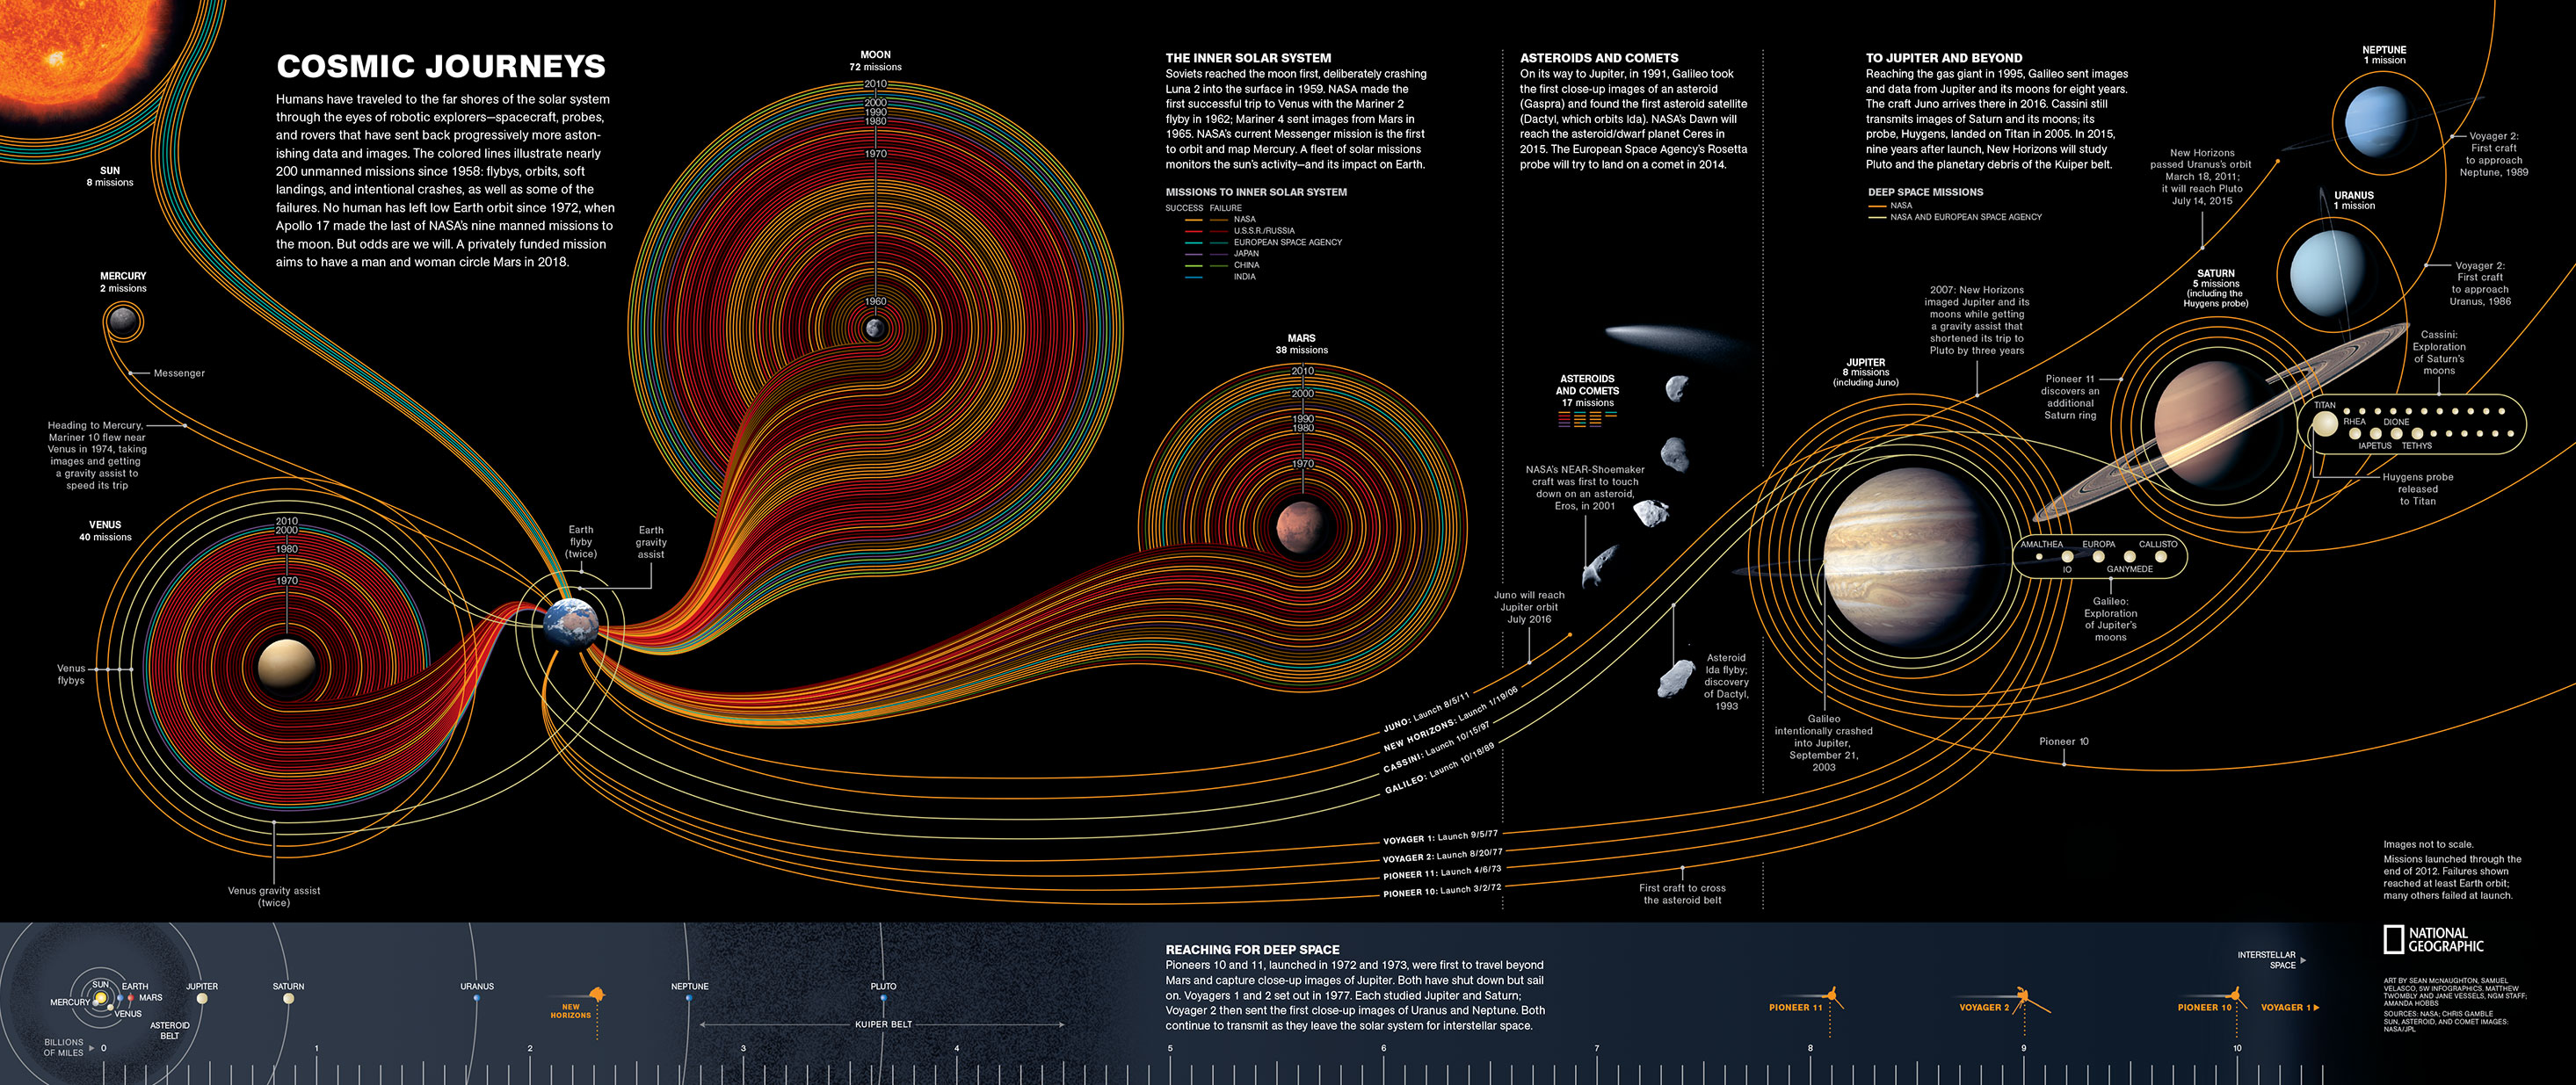 COSMIC JOURNEYS
Humans have traveled to the far shores of the solar system
through the eyes of robotic explorers—spacecraft, probes,
and rovers that have sent back progressively more aston-
ishing data and images. The colored lines illustrate nearly
200 unmanned missions since 1958: flybys, orbits, soft
landings, and intentional crashes, as well as some of the
failures. No human has left low Earth orbit since 1972, when
Apollo 17 made the last of NASA's nine manned missions to
the moon. But odds are we will. A privately funded mission
aims to have a man and woman circle Mars in 2018.
SUN
8 missions
MERCURY
2 missions
Messenger
Heading to Mercury,
Mariner 10 flew near
Venus in 1974, taking
images and getting
a gravity assist to
speed its trip
VENUS
40 missions
2010
2000
1980
1970
Venus
flybys
Venus gravity assist
(twice)
Earth
flyby
(twice)
Earth
gravity
assist
MOON
72 missions
2010
2000
1990
1980
1970
1960
MARS
38 missions
2010
2000
1990
1980
1970
THE INNER SOLAR SYSTEM
Soviets reached the moon first, deliberately crashing
Luna 2 into the surface in 1959. NASA made the
first successful trip to Venus with the Mariner 2
flyby in 1962; Mariner 4 sent images from Mars in
1965. NASA's current Messenger mission is the first
to orbit and map Mercury. A fleet of solar missions
monitors the sun's activity—and its impact on Earth.
MISSIONS TO INNER SOLAR SYSTEM
SUCCESS FAILURE
NASA
U.S.S.R./RUSSIA
EUROPEAN SPACE AGENCY
JAPAN
CHINA
INDIA
ASTEROIDS AND COMETS
On its way to Jupiter, in 1991, Galileo took
the first close-up images of an asteroid
(Gaspra) and found the first asteroid satellite
(Dactyl, which orbits Ida). NASA's Dawn will
reach the asteroid/dwarf planet Ceres in
2015. The European Space Agency's Rosetta
probe will try to land on a comet in 2014.
ASTEROIDS
AND COMETS
17 missions
NASA's NEAR-Shoemaker
craft was first to touch
down on an asteroid,
Eros, in 2001
Juno will reach
Jupiter orbit
July 2016
Asteroid
Ida flyby;
discovery
of Dactyl,
1993
JUNO: Launch 8/5/11
NEW HORIZONS: Launch 1/19/06
CASSINI: Launch 10/15/97
GALILEO: Launch 10/18/89
VOYAGER 1: Launch 9/5/77
VOYAGER 2: Launch 8/20/77
PIONEER 11: Launch 4/6/73
PIONEER 10: Launch 3/2/72
First craft to cross
the asteroid belt
TO JUPITER AND BEYOND
Reaching the gas giant in 1995, Galileo sent images
and data from Jupiter and its moons for eight years.
The craft Juno arrives there in 2016. Cassini still
transmits images of Saturn and its moons; its
probe, Huygens, landed on Titan in 2005. In 2015,
nine years after launch, New Horizons will study
Pluto and the planetary debris of the Kuiper belt.
DEEP SPACE MISSIONS
NASA
NASA AND EUROPEAN SPACE AGENCY
JUPITER
8 missions
(including Juno)
2007: New Horizons
imaged Jupiter and its
moons while getting
a gravity assist that
shortened its trip to
Pluto by three years
AMALTHEA
EUROPA
CALLISTO
IO
GANYMEDE
Galileo:
Exploration
of Jupiter's
moons
Galileo
intentionally crashed
into Jupiter,
September 21,
2003
Pioneer 10
New Horizons
passed Uranus's orbit
March 18, 2011;
it will reach Pluto
July 14, 2015
SATURN
5 missions
(including the
Huygens probe)
Pioneer 11
discovers an
additional
Saturn ring
Cassini:
Exploration
of Saturn's
moons
TITAN
RHEA
DIONE
IAPETUS
TETHYS
Huygens probe
released
to Titan
URANUS
1 mission
Voyager 2:
First craft
to approach
Uranus, 1986
NEPTUNE
1 mission
Voyager 2:
First craft
to approach
Neptune, 1989
Images not to scale.
Missions launched through the
end of 2012. Failures shown
reached at least Earth orbit;
many others failed at launch.
NATIONAL
GEOGRAPHIC
ART BY SEAN McNAUGHTON, SAMUEL
VELASCO, 5W INFOGRAPHICS, MATTHEW
TWOMBLY AND JANE VESSELS, NGM STAFF;
AMANDA HOBBS
SOURCES: NASA; CHRIS GAMBLE
SUN, ASTEROID, AND COMET IMAGES:
NASA/JPL
REACHING FOR DEEP SPACE
Pioneers 10 and 11, launched in 1972 and 1973, were first to travel beyond
Mars and capture close-up images of Jupiter. Both have shut down but sail
on. Voyagers 1 and 2 set out in 1977. Each studied Jupiter and Saturn;
Voyager 2 then sent the first close-up images of Uranus and Neptune. Both
continue to transmit as they leave the solar system for interstellar space.
SUN
MERCURY
VENUS
EARTH
MARS
ASTEROID
BELT
JUPITER
SATURN
URANUS
NEW
HORIZONS
NEPTUNE
PLUTO
KUIPER BELT
PIONEER 11
VOYAGER 2
PIONEER 10
VOYAGER 1
INTERSTELLAR
SPACE
BILLIONS
OF MILES
0 1 2 3 4 5 6 7 8 9 10